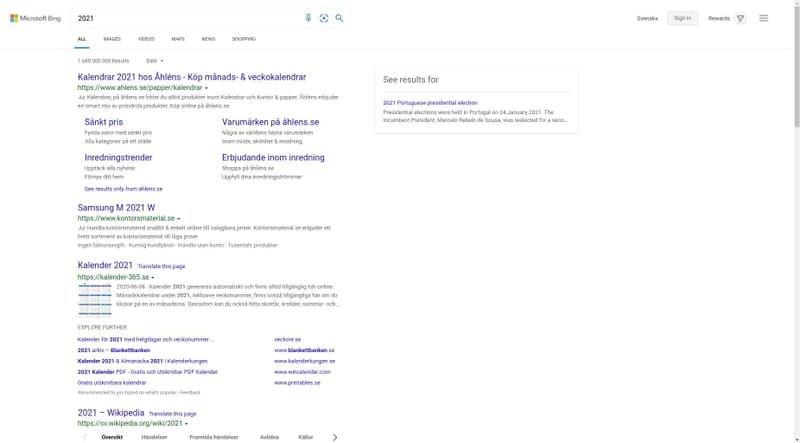 Microsoft Bing
2021
Svenska
Sign in
Rewards
ALL
IMAGES
VIDEOS
MAPS
NEWS
SHOPPING
1 680 000 000 Results
Date
Kalendrar 2021 hos Åhléns - Köp månads- & veckokalendrar
https://www.ahlens.se/papper/kalendrar
Ad Kalendrar, på åhlens.se hittar du alltid produkter inom Kalendrar och Kontor & papper. Åhléns erbjuder
en smart mix av prisvärda produkter. Köp online på åhlens.se
Sänkt pris
Fynda varor med sänkt pris
Alla kategorier på ett ställe
Varumärken på åhlens.se
Några av världens bästa varumärken
Inom mode, skönhet & inredning
Inredningstrender
Upptäck alla nyheter
Förnya ditt hem
Erbjudande inom inredning
Shoppa på åhlens.se
Uppfyll dina inredningsdrömmar
See results only from ahlens.se
Samsung M 2021 W
https://www.kontorsmaterial.se
Ad Handla kontorsmaterial snabbt & enkelt online till oslagbara priser. Kontorsmaterial.se erbjuder ett
brett sortiment av kontorsmaterial till låga priser.
Ingen fakturaavgift · Kunnig kundtjänst · Handla utan konto · Tusentals produkter
Kalender 2021 Translate this page
https://kalender-365.se
2020-06-08 · Kalender 2021 genereras automatiskt och finns alltid tillgänglig här online.
Månadskalendrar under 2021, inklusive veckonummer, finns också tillgängliga här om du
klickar på en av månaderna. Dessutom kan du också hitta skottår, årstider, sommar- och...
EXPLORE FURTHER
Kalender för 2021 med helgdagar och veckonummer ...
veckonr.se
2021-arkiv – Blankettbanken
www.blankettbanken.se
Kalender 2021 & Almanacka 2021 | Kalenderkungen
www.kalenderkungen.se
2021 Kalender PDF - Gratis och Utskrivbar PDF Kalender
www.wincalendar.com
Gratis utskrivbara kalendrar
www.printables.se
Recommended to you based on what's popular • Feedback
2021 – Wikipedia Translate this page
https://sv.wikipedia.org/wiki/2021
Översikt
Händelser
Framtida händelser
Avlidna
Källor
See results for
2021 Portuguese presidential election
Presidential elections were held in Portugal on 24 January 2021. The
incumbent President, Marcelo Rebelo de Sousa, was reelected for a seco...